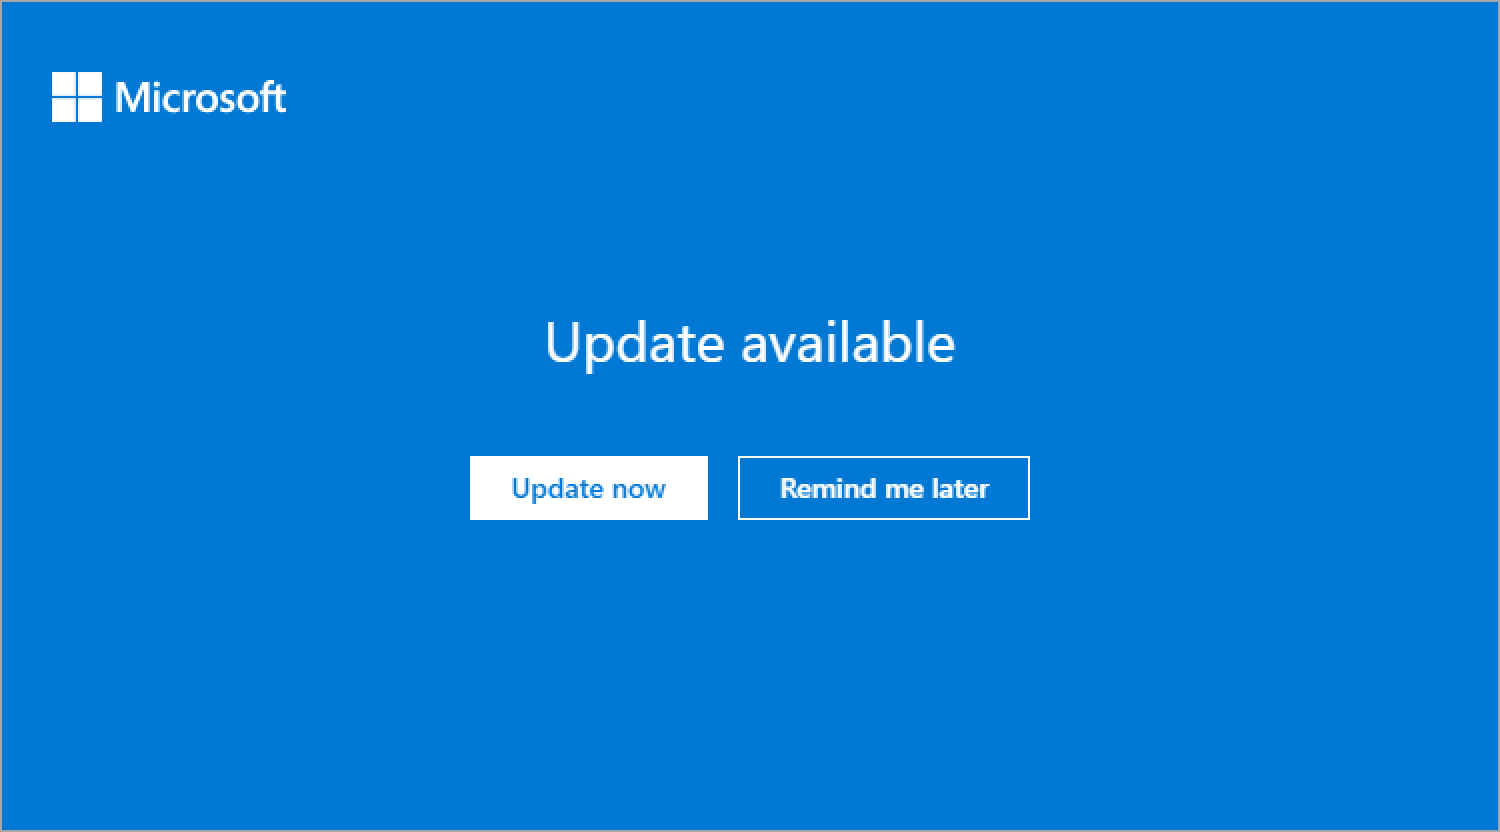 Microsoft
Update available
Update now
Remind me later